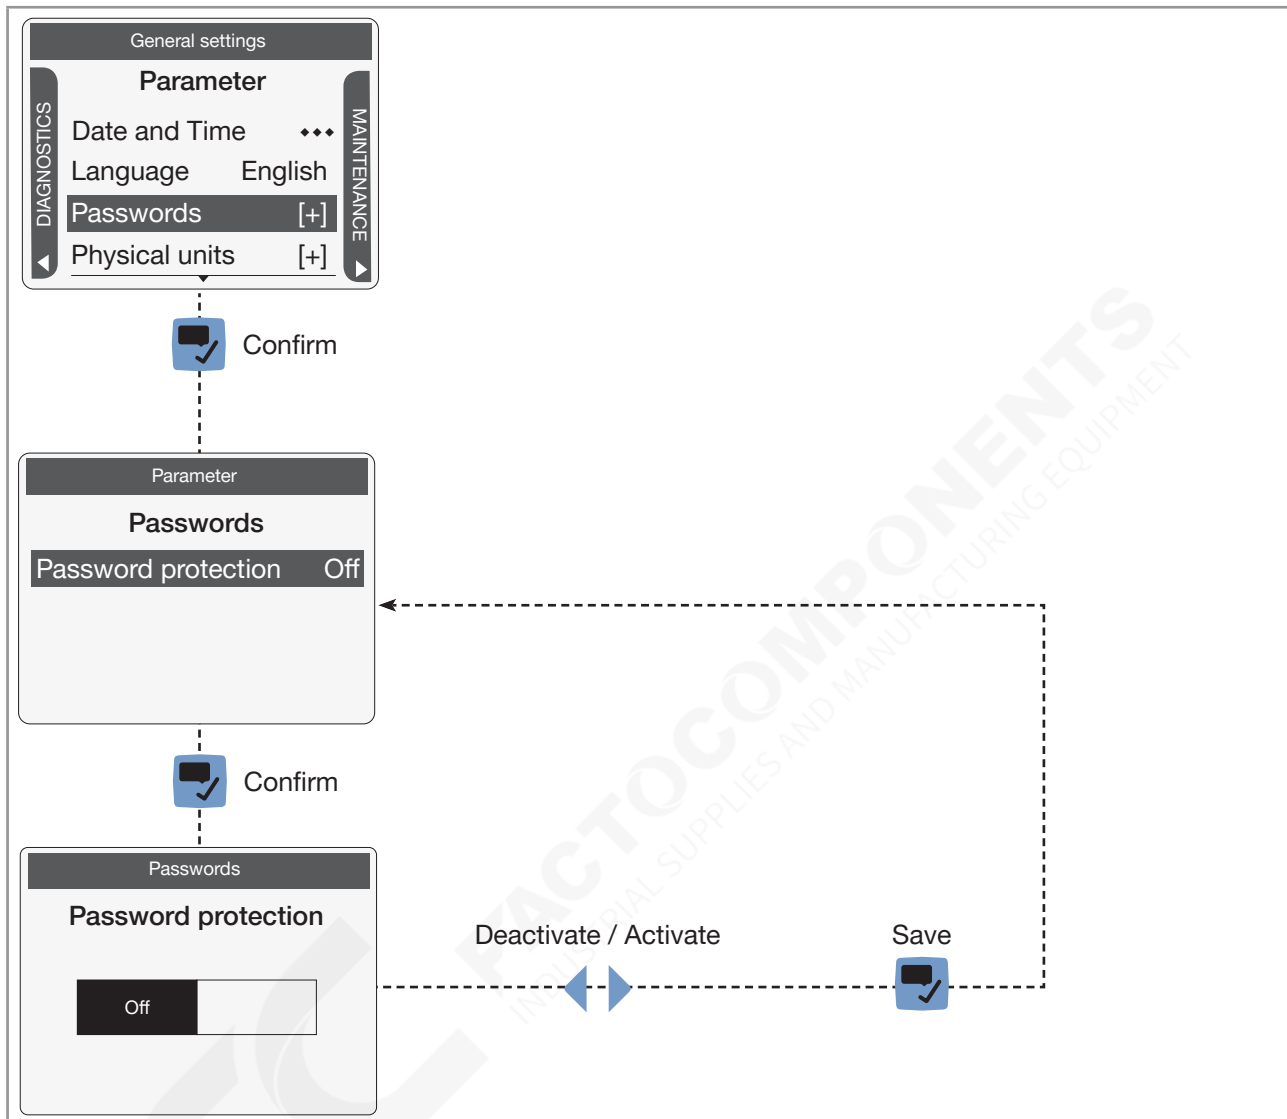 General settings
Parameter
DIAGNOSTICS
MAINTENANCE
Date and Time
Language English
Passwords [+]
Physical units [+]
Confirm
Parameter
Passwords
Password protection Off
Confirm
Passwords
Password protection
Off
Deactivate / Activate
Save
FACTOCOMPONENTS
INDUSTRIAL SUPPLIES AND MANUFACTURING EQUIPMENT